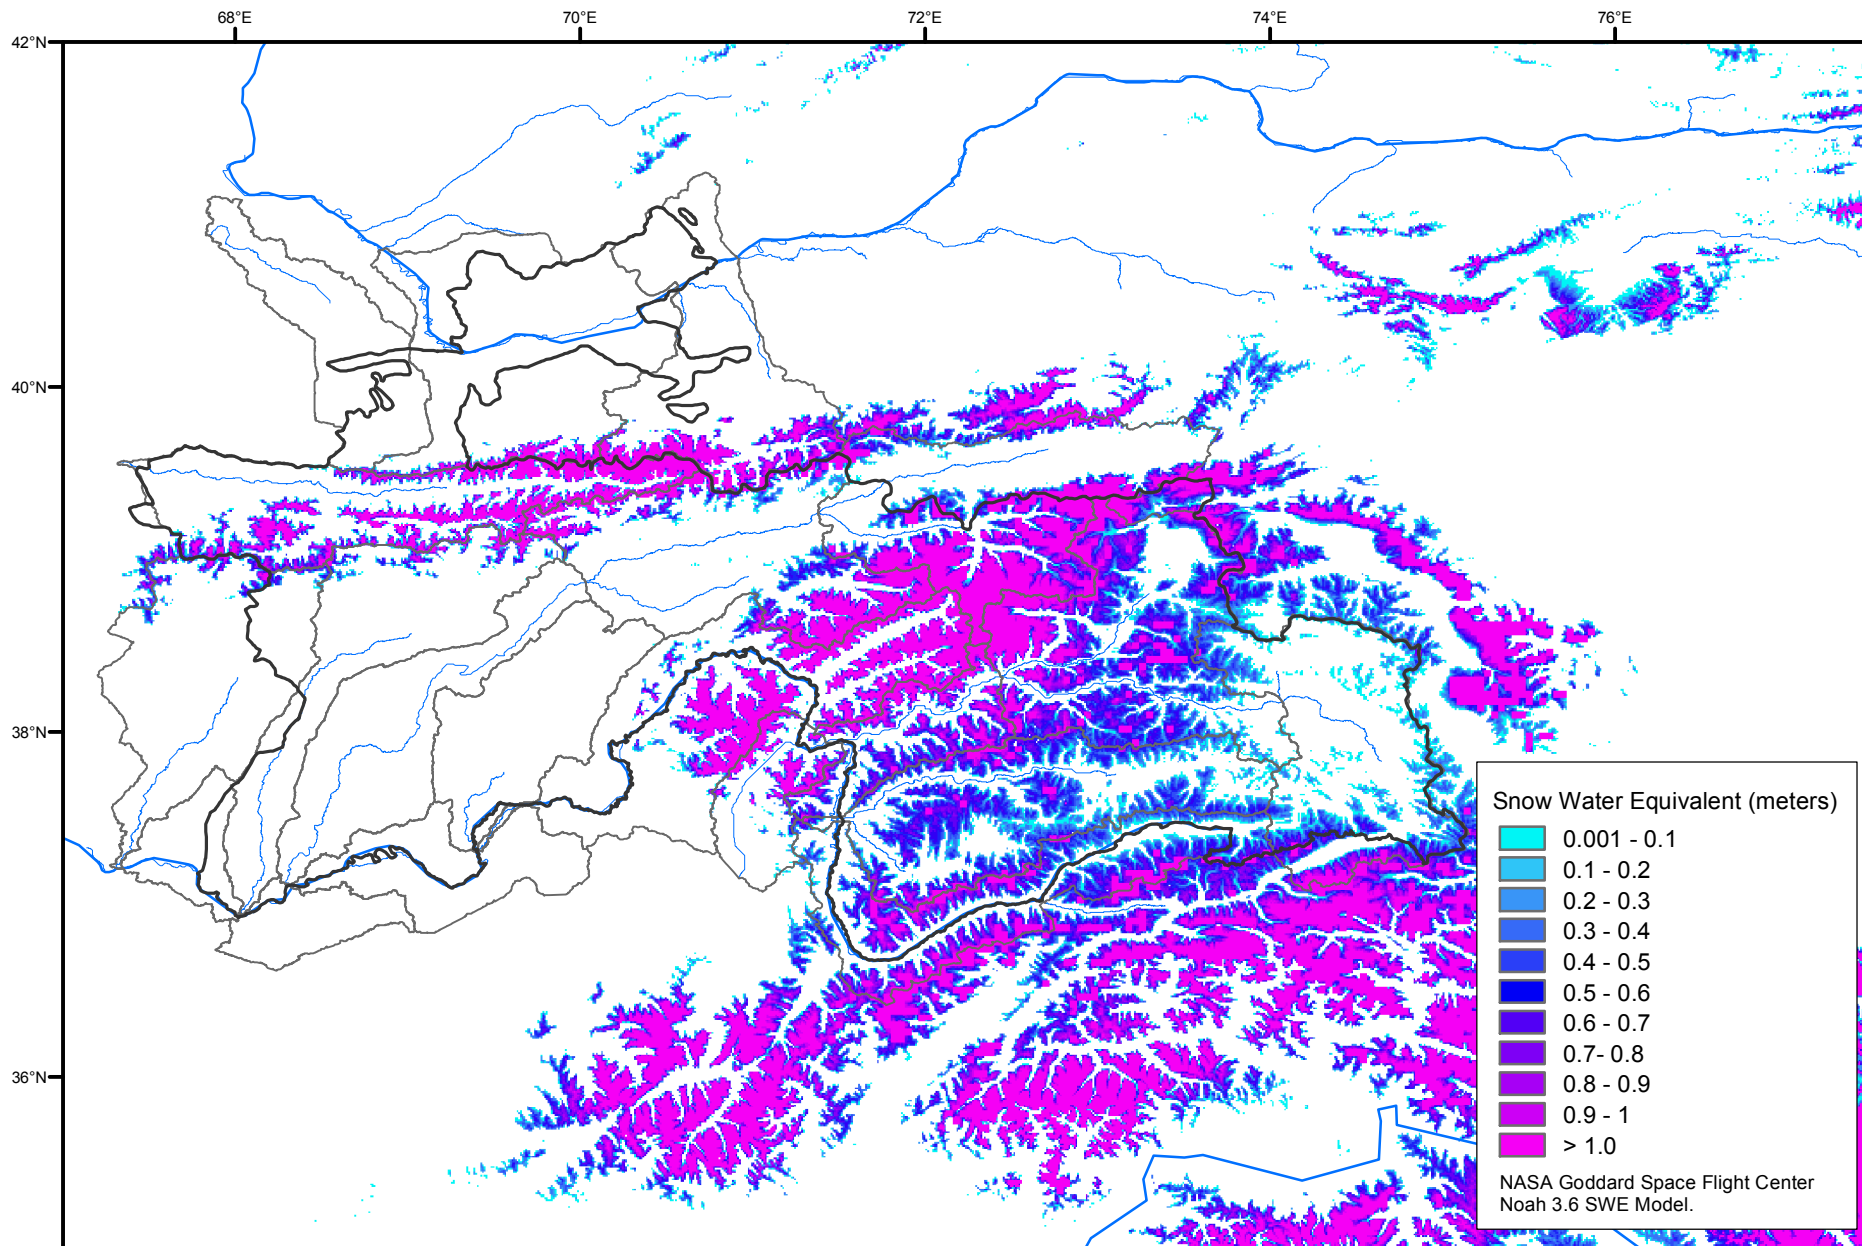 68°E
70°E
72°E
74°E
76°E
42°N
40°N
38°N
36°N
Snow Water Equivalent (meters)
0.001 - 0.1
0.1 - 0.2
0.2 - 0.3
0.3 - 0.4
0.4 - 0.5
0.5 - 0.6
0.6 - 0.7
0.7- 0.8
0.8 - 0.9
0.9 - 1
> 1.0
NASA Goddard Space Flight Center
Noah 3.6 SWE Model.